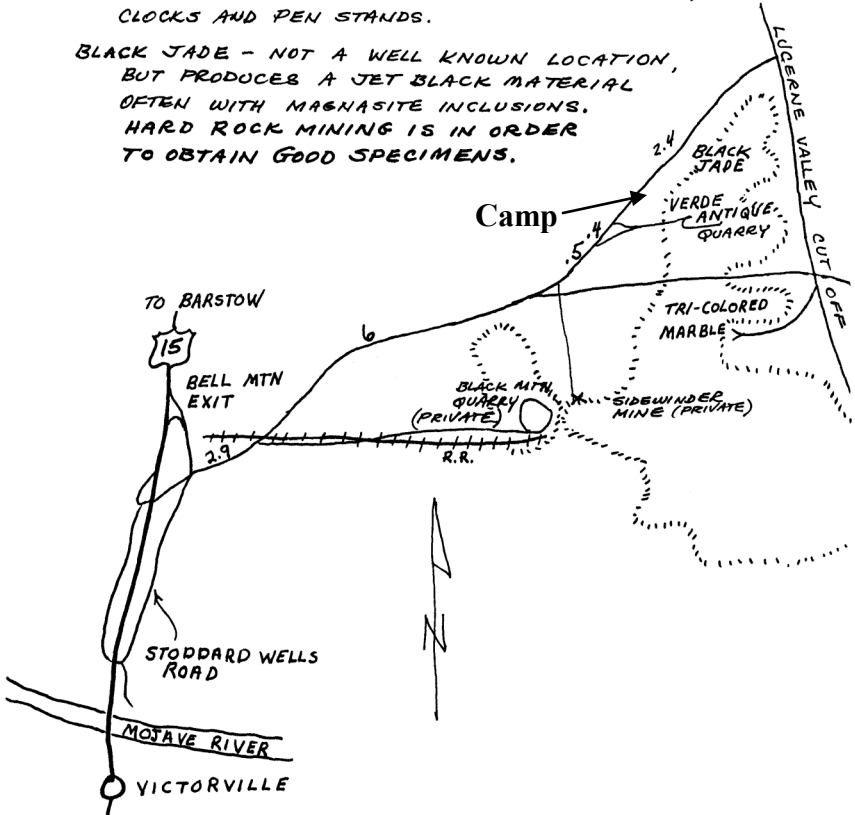 CLOCKS AND PEN STANDS.
BLACK JADE - NOT A WELL KNOWN LOCATION,
BUT PRODUCES A JET BLACK MATERIAL
OFTEN WITH MAGNASITE INCLUSIONS.
HARD ROCK MINING IS IN ORDER
TO OBTAIN GOOD SPECIMENS.
LUCERNE VALLEY CUT OFF
2.4
BLACK
JADE
Camp
VERDE
ANTIQUE
QUARRY
.4
.5
TO BARSTOW
15
BELL MTN
EXIT
6
TRI-COLORED
MARBLE
BLACK MTN
QUARRY
(PRIVATE)
SIDEWINDER
MINE (PRIVATE)
2.9
R.R.
N
STODDARD WELLS
ROAD
MOJAVE RIVER
VICTORVILLE